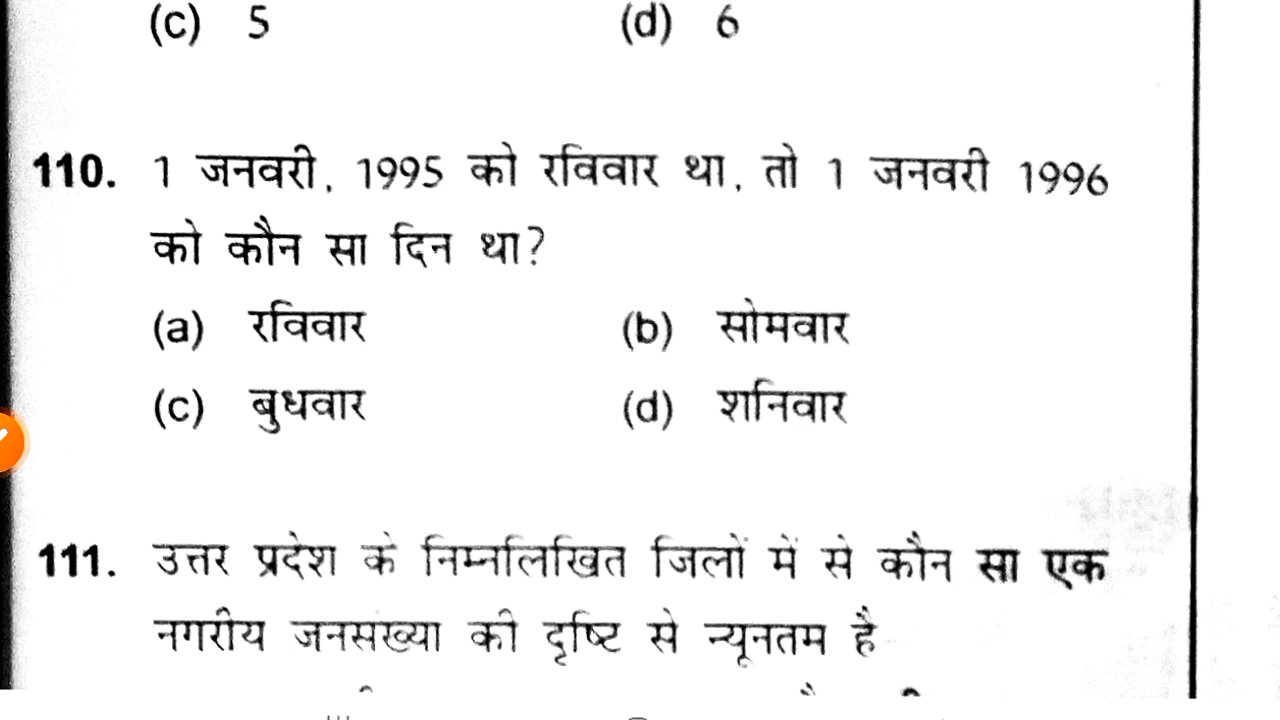 (c) 5 (d) 6
110. 1 जनवरी, 1995 को रविवार था, तो 1 जनवरी 1996
को कौन सा दिन था?
(a) रविवार (b) सोमवार
(c) बुधवार (d) शनिवार
111. उत्तर प्रदेश के निम्नलिखित जिलों में से कौन सा एक
नगरीय जनसंख्या की दृष्टि से न्यूनतम है